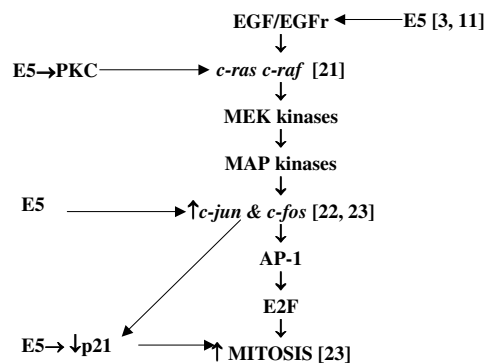 EGF/EGFr ← E5 [3, 11]
↓
E5→PKC → c-ras c-raf [21]
↓
MEK kinases
↓
MAP kinases
↓
E5 → ↑c-jun & c-fos [22, 23]
↓
AP-1
↓
E2F
↓
E5→ ↓p21 → ↑ MITOSIS [23]